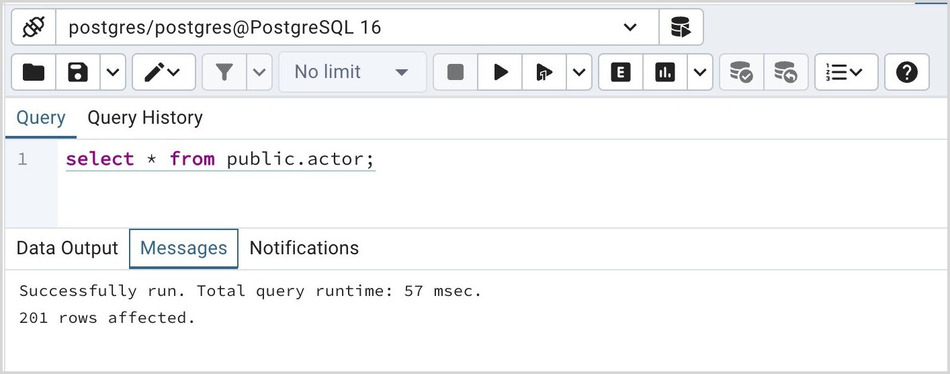 postgres/postgres@PostgreSQL 16
No limit
E
Query Query History
1 select * from public.actor;
Data Output Messages Notifications
Successfully run. Total query runtime: 57 msec.
201 rows affected.